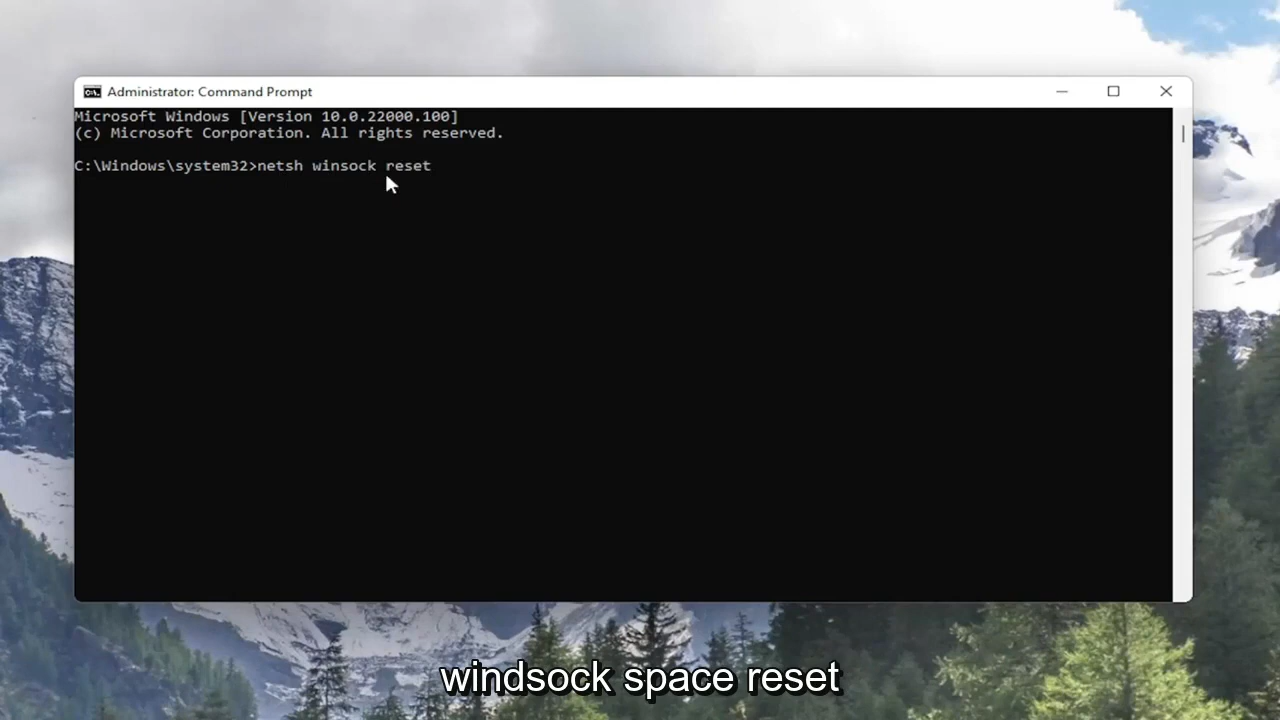 Administrator: Command Prompt
Microsoft Windows [Version 10.0.22000.100]
(c) Microsoft Corporation. All rights reserved.
C:\Windows\system32>netsh winsock reset
windsock space reset